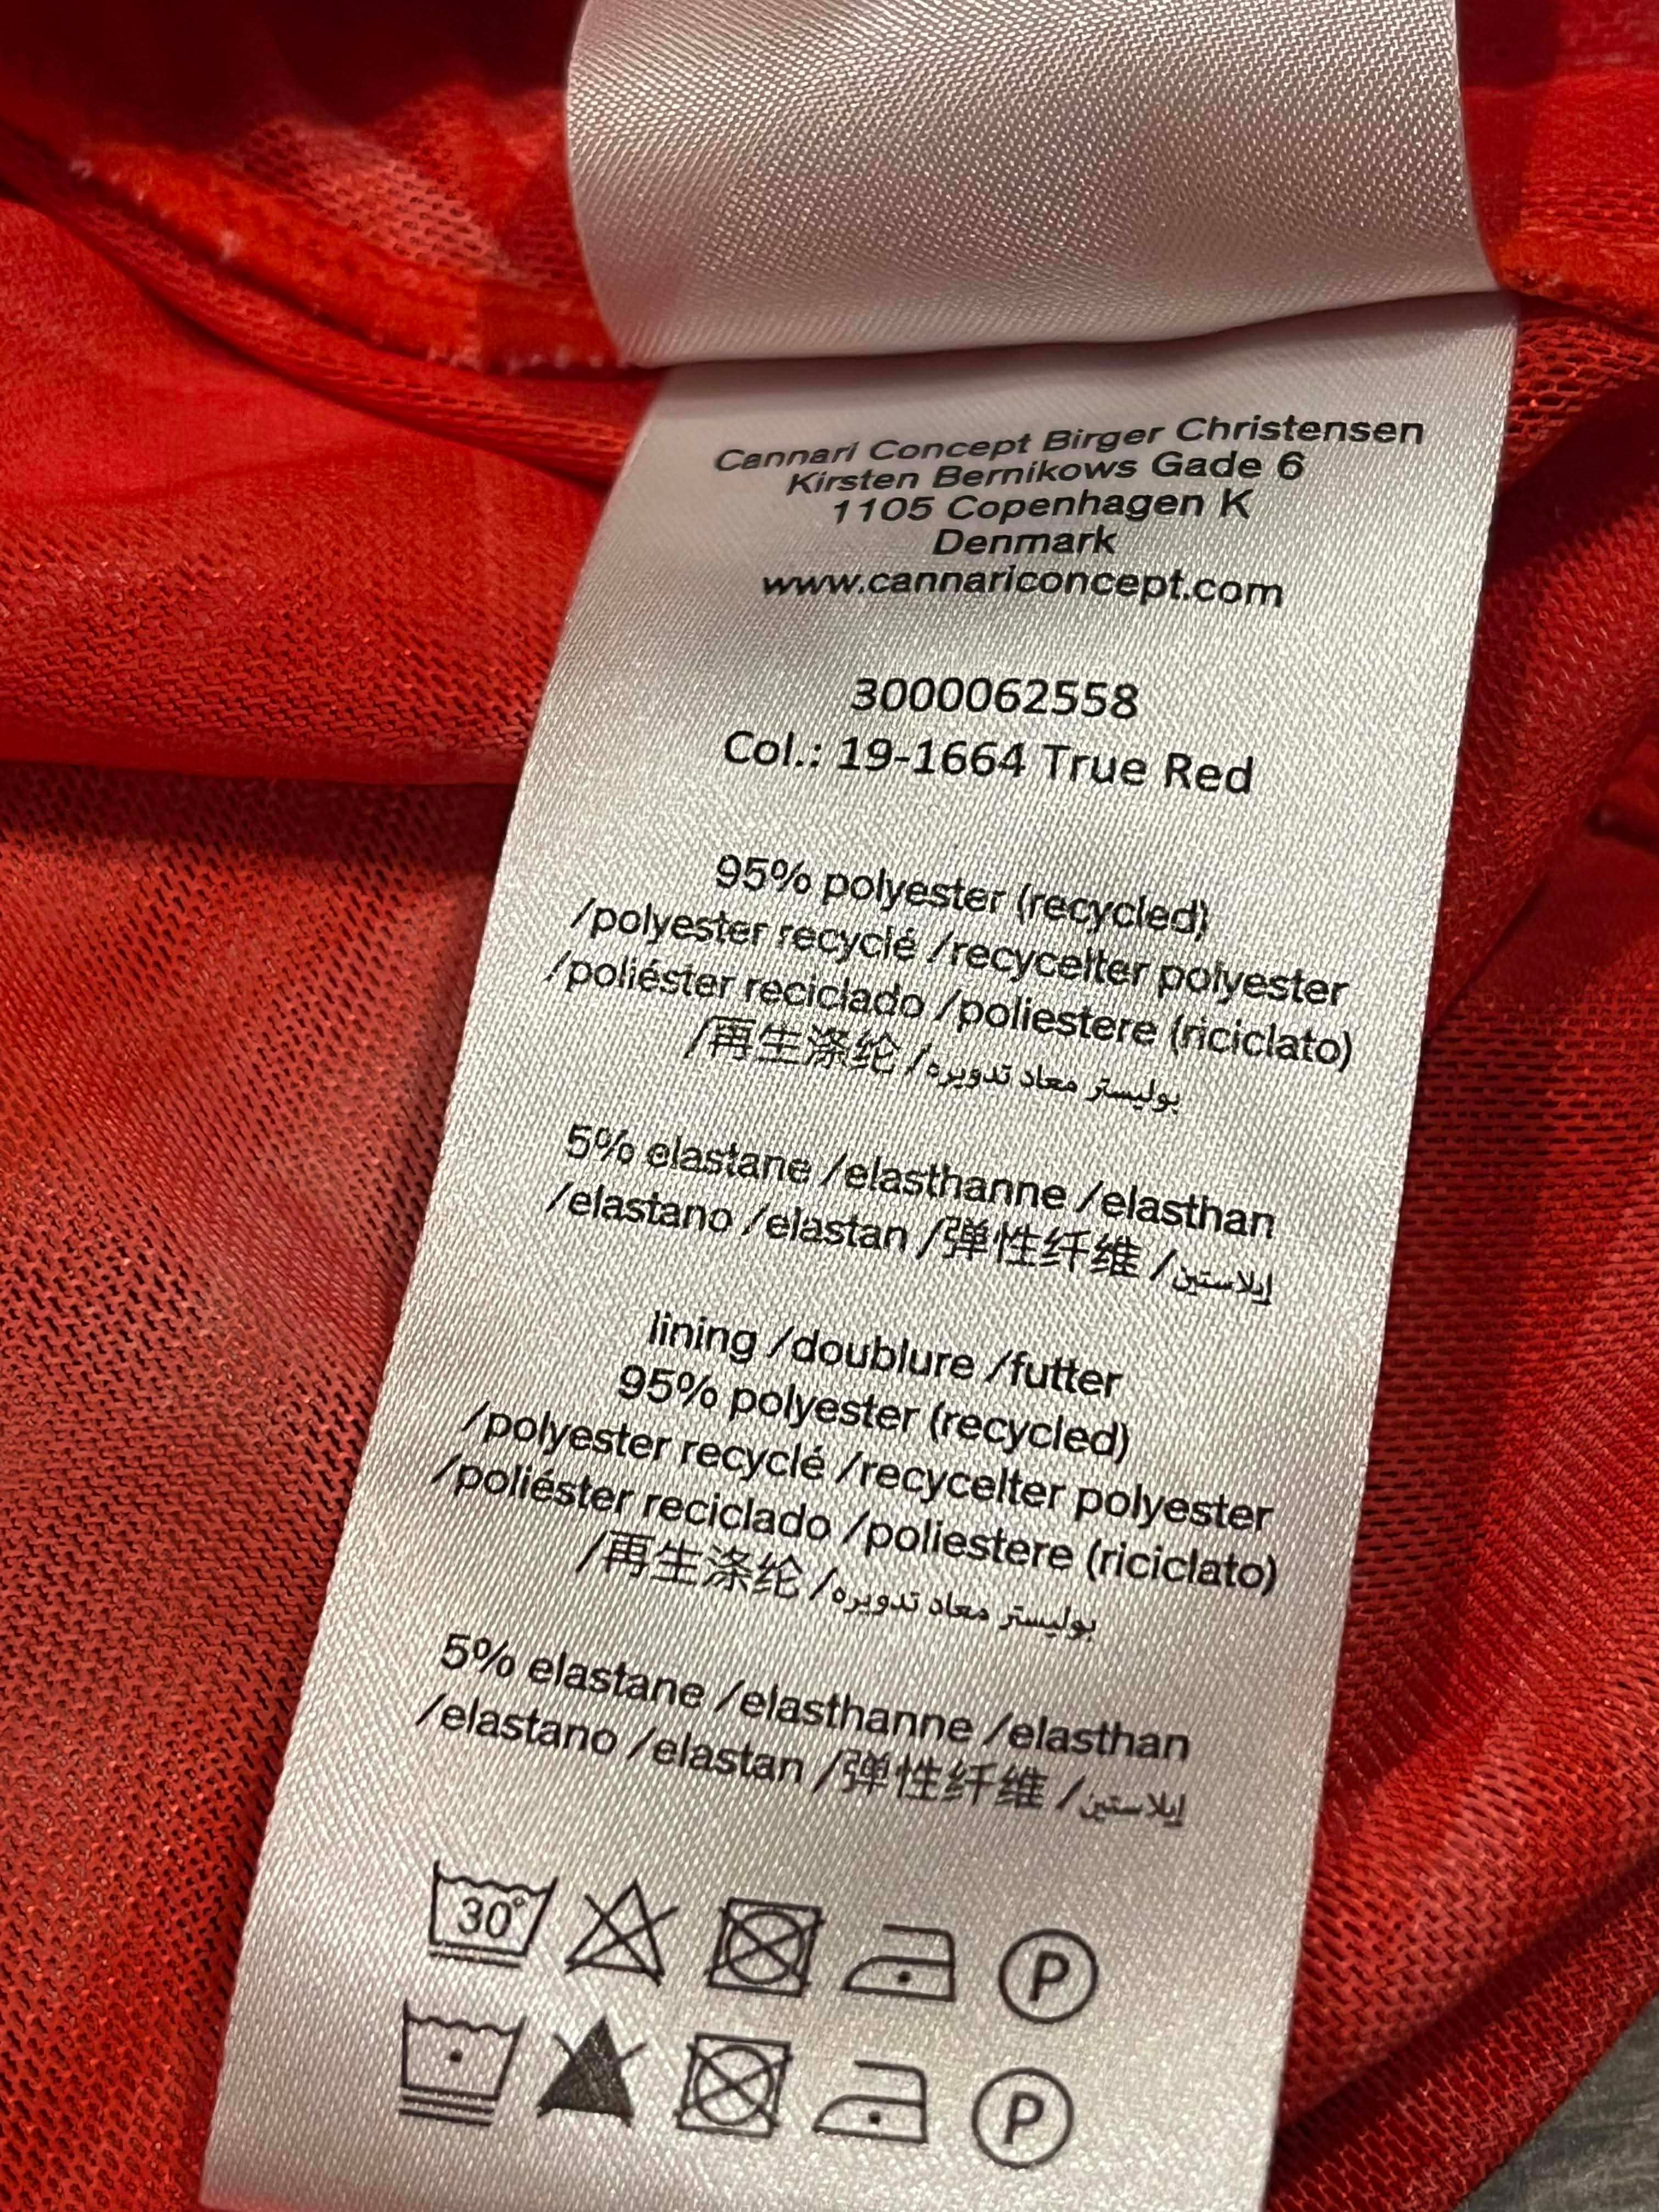 Cannari Concept Birger Christensen
Kirsten Bernikows Gade 6
1105 Copenhagen K
Denmark
www.cannariconcept.com
3000062558
Col.: 19-1664 True Red
95% polyester (recycled)
/polyester recyclé /recycelter polyester
/poliéster reciclado /poliestere (riciclato)
/再生涤纶 /بوليستر معاد تدويره
5% elastane /elasthanne /elasthan
/elastano /elastan /弹性纤维 /إيلاستين
lining /doublure /futter
95% polyester (recycled)
/polyester recyclé /recycelter polyester
/poliéster reciclado /poliestere (riciclato)
/再生涤纶 /بوليستر معاد تدويره
5% elastane /elasthanne /elasthan
/elastano /elastan /弹性纤维 /إيلاستين
30° P
P